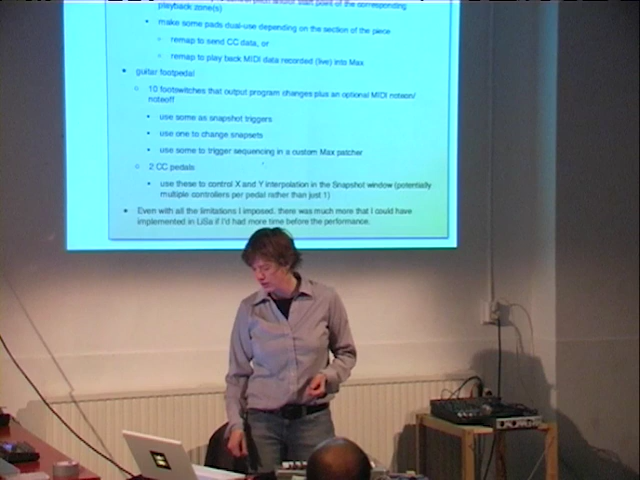 start point of the corresponding
playback zone(s)
• make some pads dual-use depending on the section of the piece
○ remap to send CC data, or
○ remap to play back MIDI data recorded (live) into Max
• guitar footpedal
○ 10 footswitches that output program changes plus an optional MIDI noteon/
noteoff
• use some as snapshot triggers
• use one to change snapsets
• use some to trigger sequencing in a custom Max patcher
○ 2 CC pedals
• use these to control X and Y interpolation in the Snapshot window (potentially
multiple controllers per pedal rather than just 1)
• Even with all the limitations I imposed, there was much more that I could have
implemented in LiSa if I'd had more time before the performance.